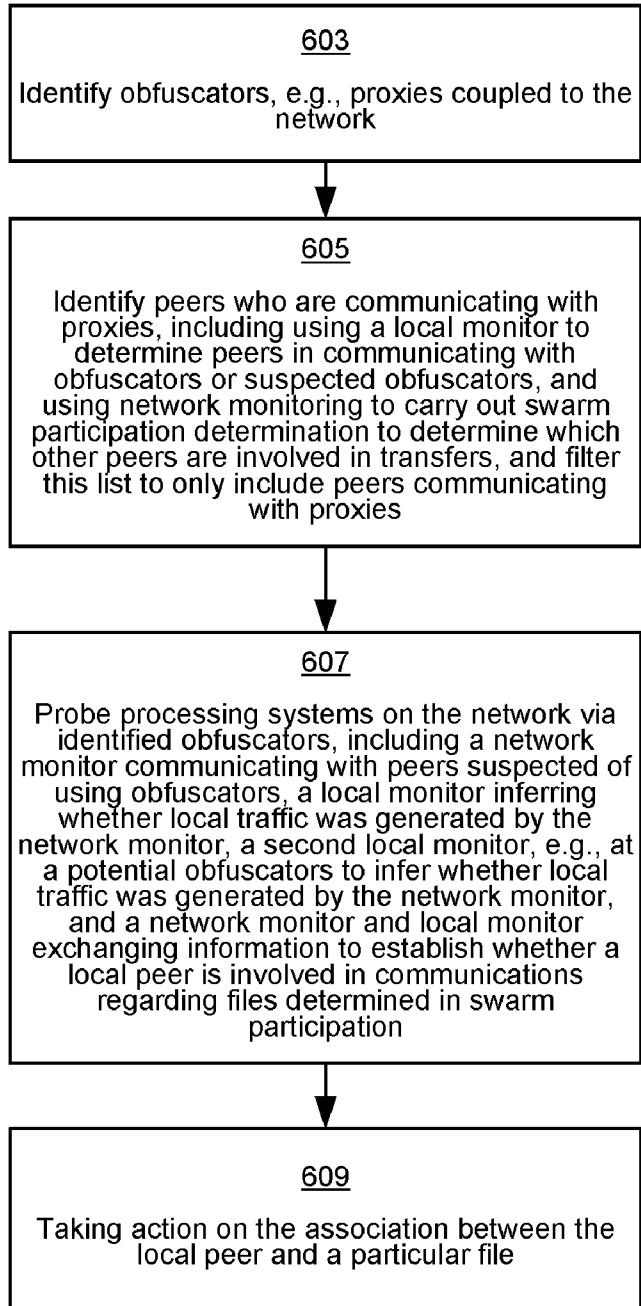 603
Identify obfuscators, e.g., proxies coupled to the
network
605
Identify peers who are communicating with
proxies, including using a local monitor to
determine peers in communicating with
obfuscators or suspected obfuscators, and
using network monitoring to carry out swarm
participation determination to determine which
other peers are involved in transfers, and filter
this list to only include peers communicating
with proxies
607
Probe processing systems on the network via
identified obfuscators, including a network
monitor communicating with peers suspected of
using obfuscators, a local monitor inferring
whether local traffic was generated by the
network monitor, a second local monitor, e.g., at
a potential obfuscators to infer whether local
traffic was generated by the network monitor,
and a network monitor and local monitor
exchanging information to establish whether a
local peer is involved in communications
regarding files determined in swarm
participation
609
Taking action on the association between the
local peer and a particular file